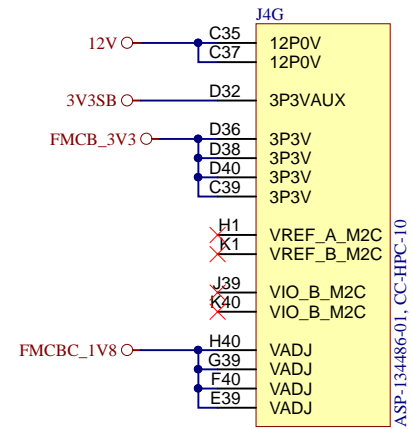 J4G
12V
C35
12P0V
C37
12P0V
3V3SB
D32
3P3VAUX
FMCB_3V3
D36
3P3V
D38
3P3V
D40
3P3V
C39
3P3V
H1
VREF_A_M2C
K1
VREF_B_M2C
J39
VIO_B_M2C
K40
VIO_B_M2C
FMCBC_1V8
H40
VADJ
G39
VADJ
F40
VADJ
E39
VADJ
ASP-134486-01, CC-HPC-10